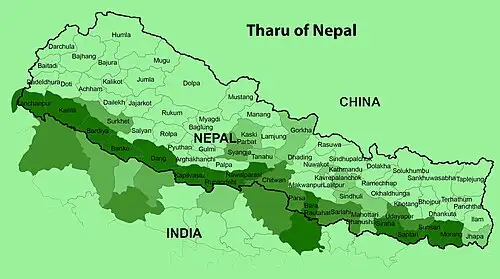 Tharu of Nepal
CHINA
NEPAL
INDIA
Humla
Darchula
Bajhang
Mugu
Baitadi
Bajura
Dadeldhura
Doti
Kalikot
Jumla
Dolpa
Achham
Mustang
Kanchanpur
Kailali
Dailekh
Jajarkot
Manang
Rukum
Myagdi
Surkhet
Baglung
Kaski
Gorkha
Bardiya
Salyan
Rolpa
Parbat
Lamjung
Rasuwa
Banke
Pyuthan
Gulmi
Syangja
Dang
Arghakhanchi
Tanahu
Dhading
Sindhupalchok
Palpa
Nuwakot
Dolakha
Kapilvastu
Nawalparasi
Kathmandu
Solukhumbu
Rupandehi
Chitwan
Kavrepalanchok
Sankhuwasabha
Taplejung
Makwanpur
Lalitpur
Ramechhap
Okhaldhunga
Parsa
Bara
Sindhuli
Khotang
Bhojpur
Terhathum
Panchthar
Rautahat
Sarlahi
Mahottari
Udayapur
Dhankuta
Ilam
Dhanusha
Siraha
Saptari
Sunsari
Morang
Jhapa